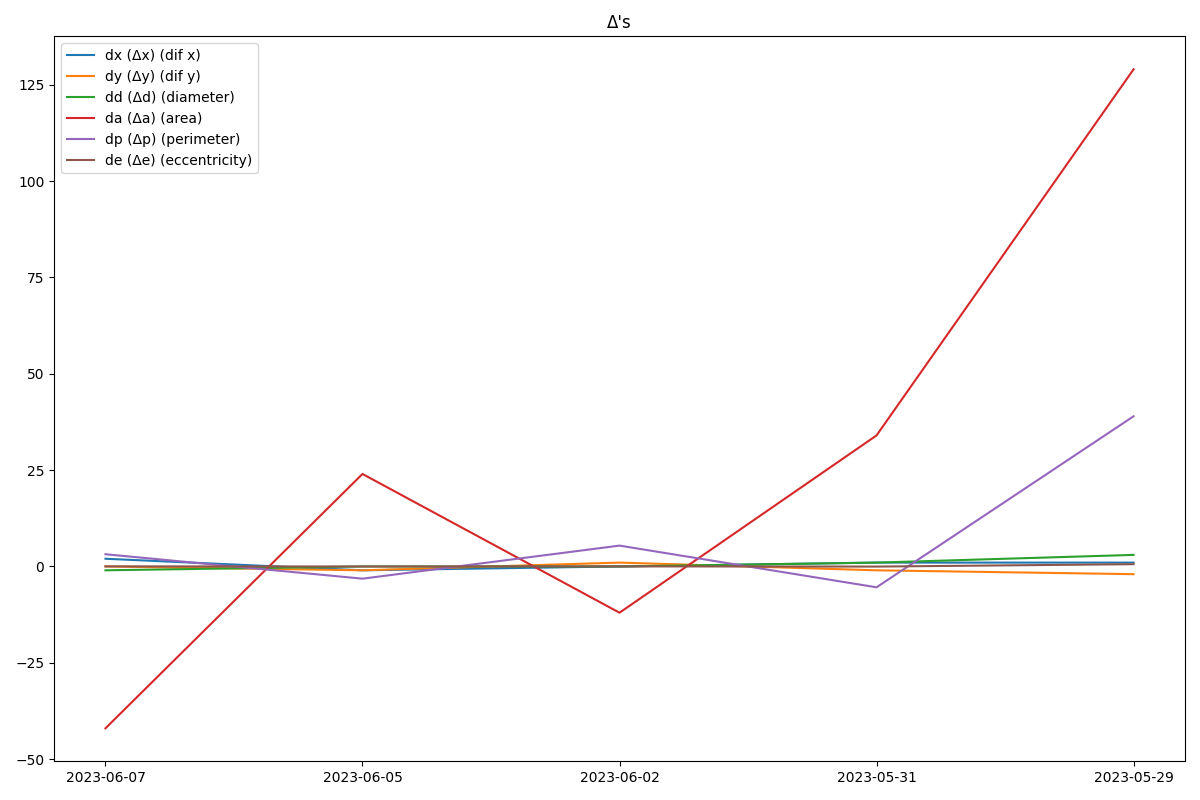 Δ's
dx (Δx) (dif x)
dy (Δy) (dif y)
dd (Δd) (diameter)
da (Δa) (area)
dp (Δp) (perimeter)
de (Δe) (eccentricity)
125
100
75
50
25
0
−25
−50
2023-06-07 2023-06-05 2023-06-02 2023-05-31 2023-05-29